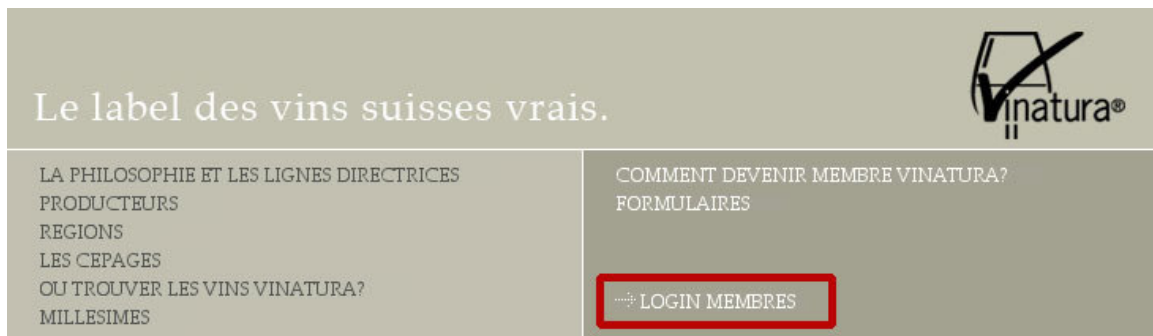 Le label des vins suisses vrais.
Vinatura®
LA PHILOSOPHIE ET LES LIGNES DIRECTRICES
PRODUCTEURS
REGIONS
LES CEPAGES
OU TROUVER LES VINS VINATURA?
MILLESIMES
COMMENT DEVENIR MEMBRE VINATURA?
FORMULAIRES
LOGIN MEMBRES